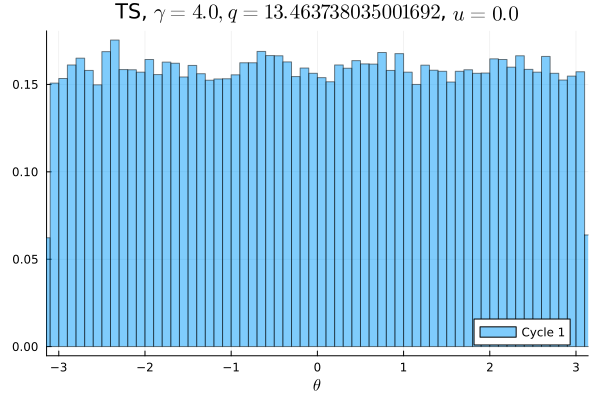 TS, γ = 4.0, q = 13.463738035001692, u = 0.0
0.15
0.10
0.05
0.00
Cycle 1
−3 −2 −1 0 1 2 3
θ